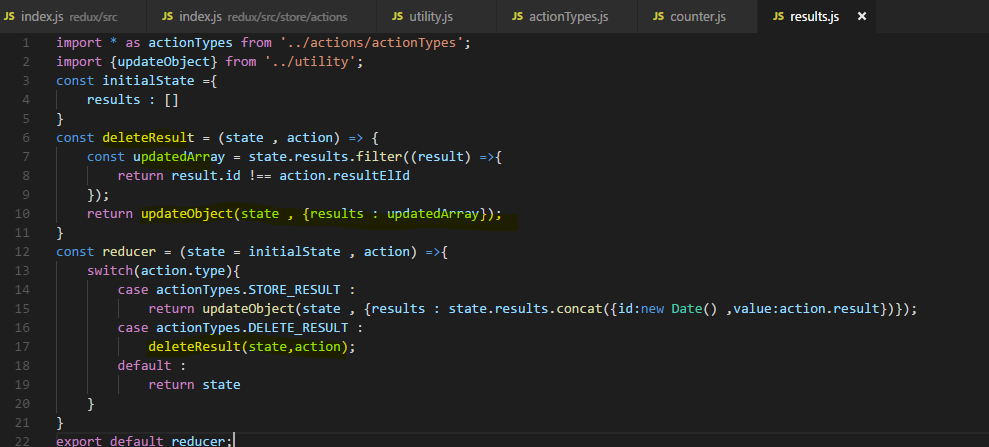 JS index.js redux/src JS index.js redux/src/store/actions JS utility.js JS actionTypes.js JS counter.js JS results.js ×
1 import * as actionTypes from '../actions/actionTypes';
2 import {updateObject} from '../utility';
3 const initialState ={
4 results : []
5 }
6 const deleteResult = (state , action) => {
7 const updatedArray = state.results.filter((result) =>{
8 return result.id !== action.resultElId
9 });
10 return updateObject(state , {results : updatedArray});
11 }
12 const reducer = (state = initialState , action) =>{
13 switch(action.type){
14 case actionTypes.STORE_RESULT :
15 return updateObject(state , {results : state.results.concat({id:new Date() ,value:action.result})});
16 case actionTypes.DELETE_RESULT :
17 deleteResult(state,action);
18 default :
19 return state
20 }
21 }
22 export default reducer;